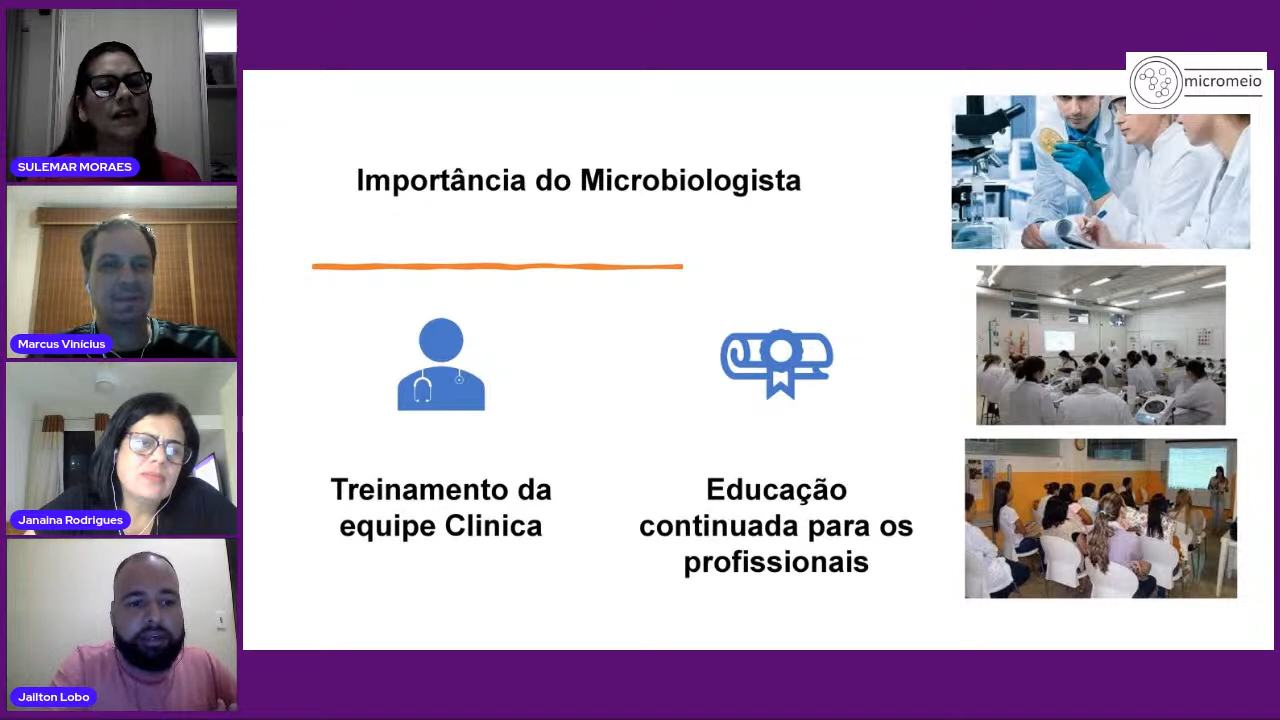 SULEMAR MORAES
Marcus Vinícius
Janaina Rodrigues
Jailton Lobo
micromeio
Importância do Microbiologista
Treinamento da
equipe Clinica
Educação
continuada para os
profissionais